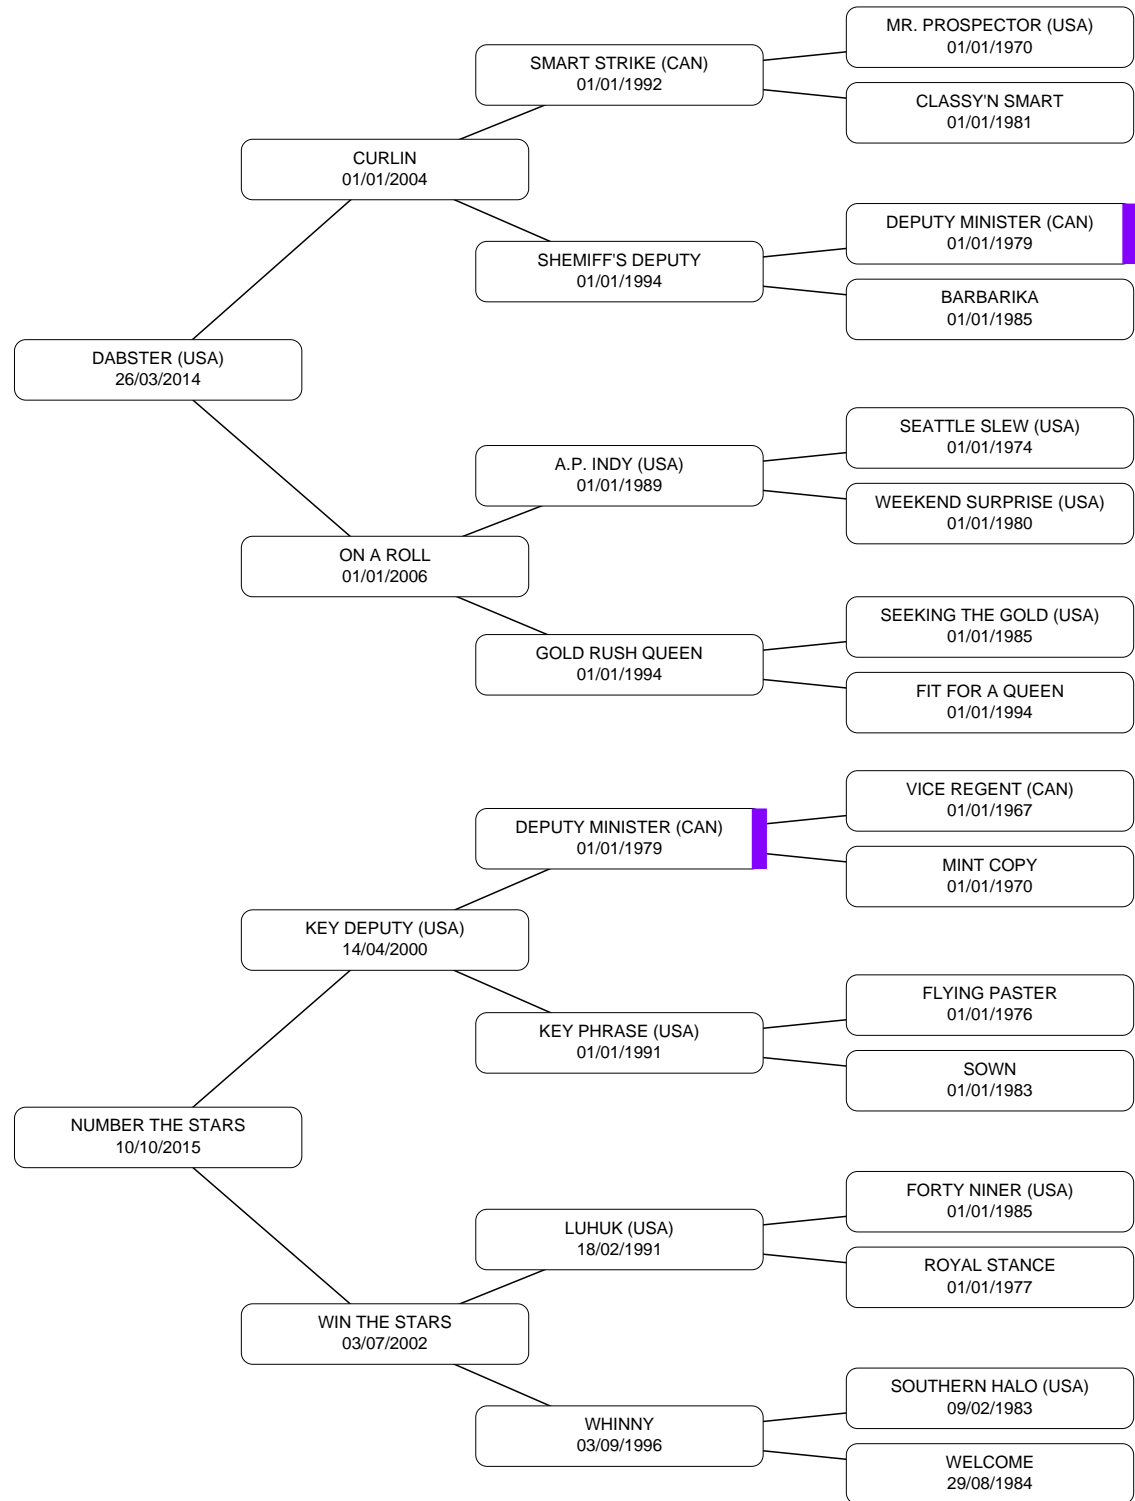 MR. PROSPECTOR (USA)
01/01/1970
SMART STRIKE (CAN)
01/01/1992
CLASSY'N SMART
01/01/1981
CURLIN
01/01/2004
DEPUTY MINISTER (CAN)
01/01/1979
SHEMIFF'S DEPUTY
01/01/1994
BARBARIKA
01/01/1985
DABSTER (USA)
26/03/2014
SEATTLE SLEW (USA)
01/01/1974
A.P. INDY (USA)
01/01/1989
WEEKEND SURPRISE (USA)
01/01/1980
ON A ROLL
01/01/2006
SEEKING THE GOLD (USA)
01/01/1985
GOLD RUSH QUEEN
01/01/1994
FIT FOR A QUEEN
01/01/1994
VICE REGENT (CAN)
01/01/1967
DEPUTY MINISTER (CAN)
01/01/1979
MINT COPY
01/01/1970
KEY DEPUTY (USA)
14/04/2000
FLYING PASTER
01/01/1976
KEY PHRASE (USA)
01/01/1991
SOWN
01/01/1983
NUMBER THE STARS
10/10/2015
FORTY NINER (USA)
01/01/1985
LUHUK (USA)
18/02/1991
ROYAL STANCE
01/01/1977
WIN THE STARS
03/07/2002
SOUTHERN HALO (USA)
09/02/1983
WHINNY
03/09/1996
WELCOME
29/08/1984